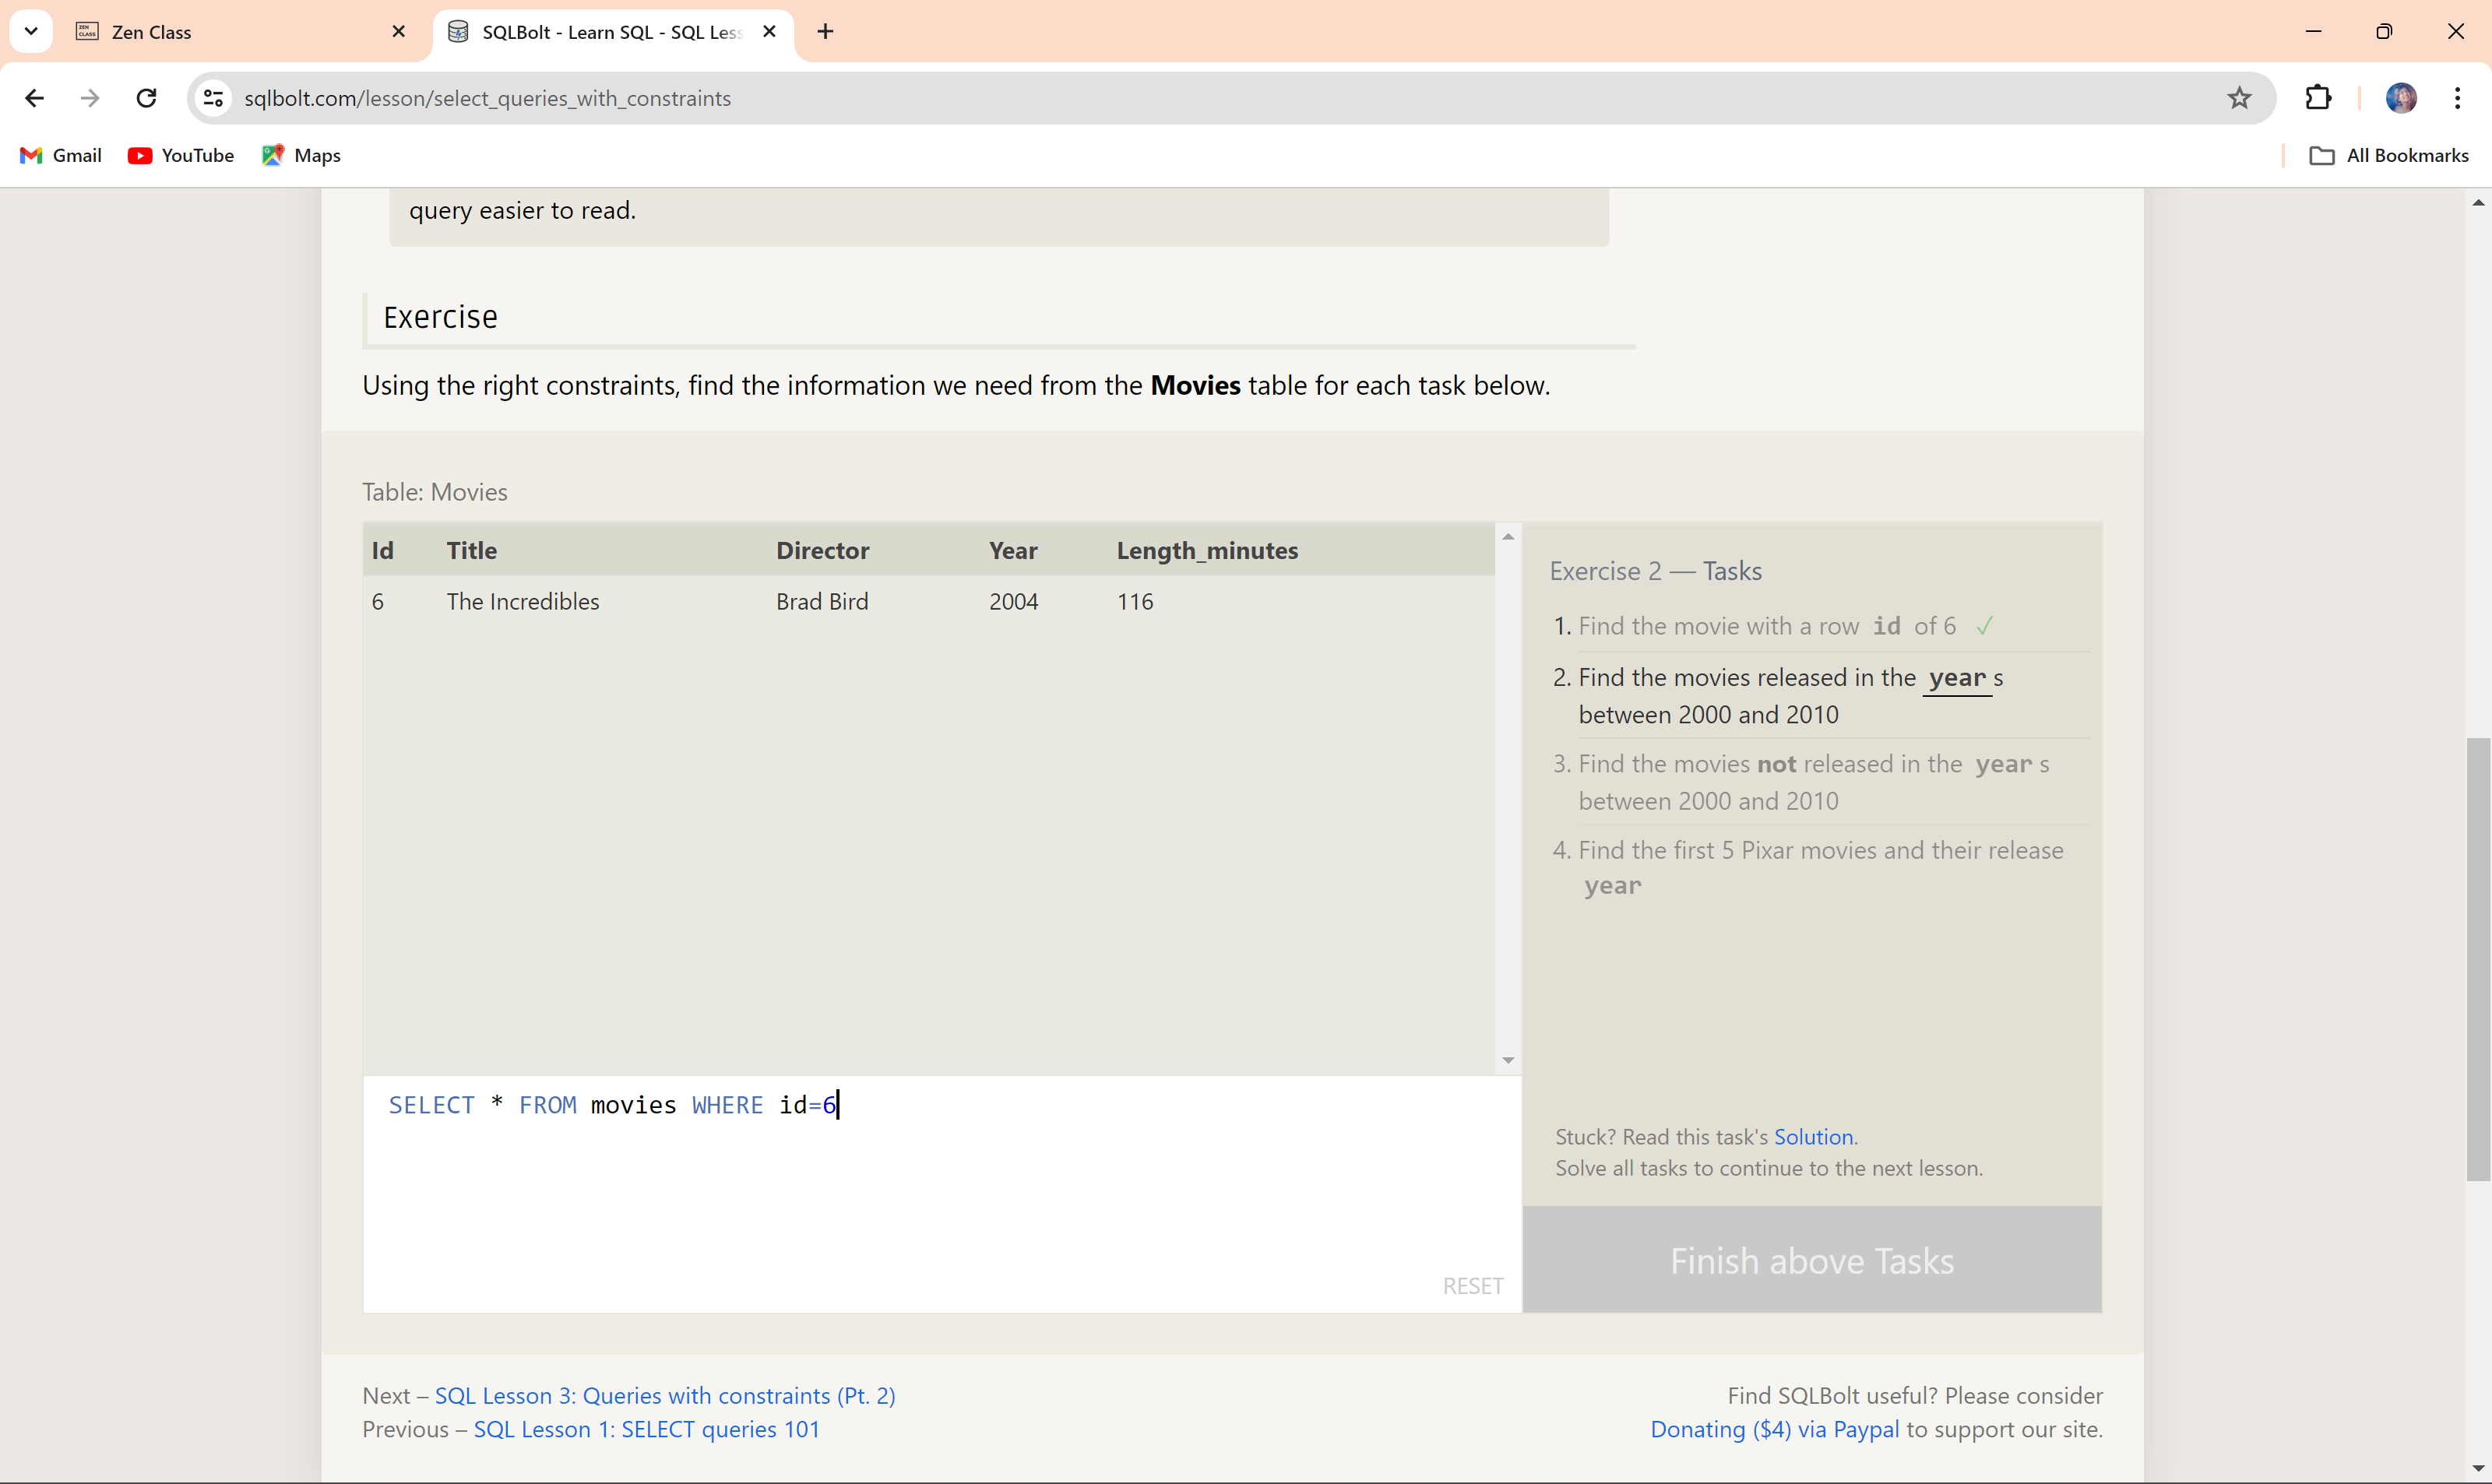 Zen Class
SQLBolt - Learn SQL - SQL Less
sqlbolt.com/lesson/select_queries_with_constraints
Gmail
YouTube
Maps
All Bookmarks
query easier to read.
Exercise
Using the right constraints, find the information we need from the Movies table for each task below.
Table: Movies
Id Title Director Year Length_minutes
6 The Incredibles Brad Bird 2004 116
SELECT * FROM movies WHERE id=6
RESET
Exercise 2 — Tasks
1. Find the movie with a row id of 6 ✓
2. Find the movies released in the year s
between 2000 and 2010
3. Find the movies not released in the year s
between 2000 and 2010
4. Find the first 5 Pixar movies and their release
year
Stuck? Read this task's Solution.
Solve all tasks to continue to the next lesson.
Finish above Tasks
Next – SQL Lesson 3: Queries with constraints (Pt. 2)
Previous – SQL Lesson 1: SELECT queries 101
Find SQLBolt useful? Please consider
Donating ($4) via Paypal to support our site.